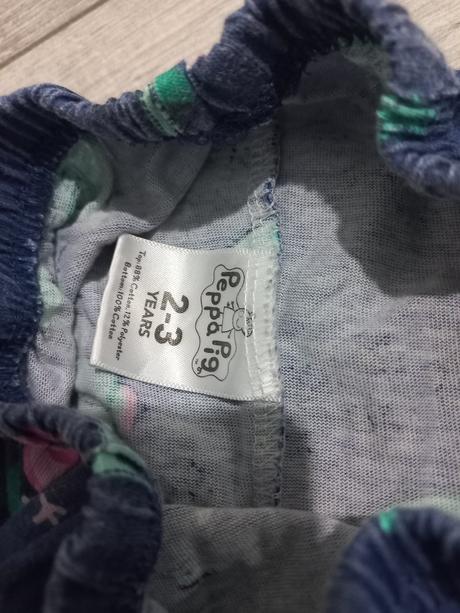 Peppa Pig
2-3
YEARS
Top:88% Cotton, 12% Polyester
Bottom:100% Cotton